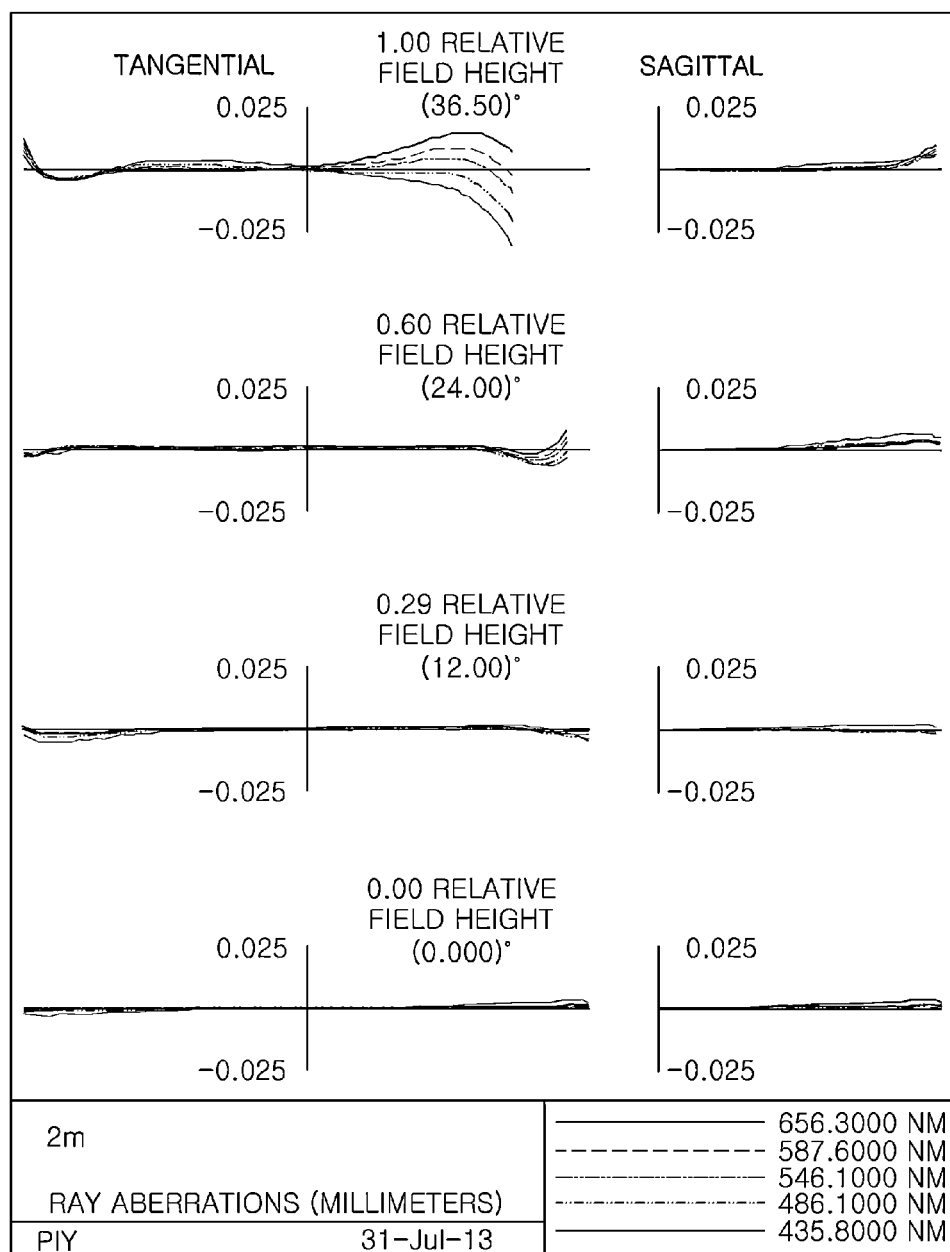 TANGENTIAL
1.00 RELATIVE
FIELD HEIGHT
(36.50)°
SAGITTAL
0.025
0.025
-0.025
-0.025
0.60 RELATIVE
FIELD HEIGHT
(24.00)°
0.025
0.025
-0.025
-0.025
0.29 RELATIVE
FIELD HEIGHT
(12.00)°
0.025
0.025
-0.025
-0.025
0.00 RELATIVE
FIELD HEIGHT
(0.000)°
0.025
0.025
-0.025
-0.025
2m
RAY ABERRATIONS (MILLIMETERS)
PIY 31-Jul-13
656.3000 NM
587.6000 NM
546.1000 NM
486.1000 NM
435.8000 NM